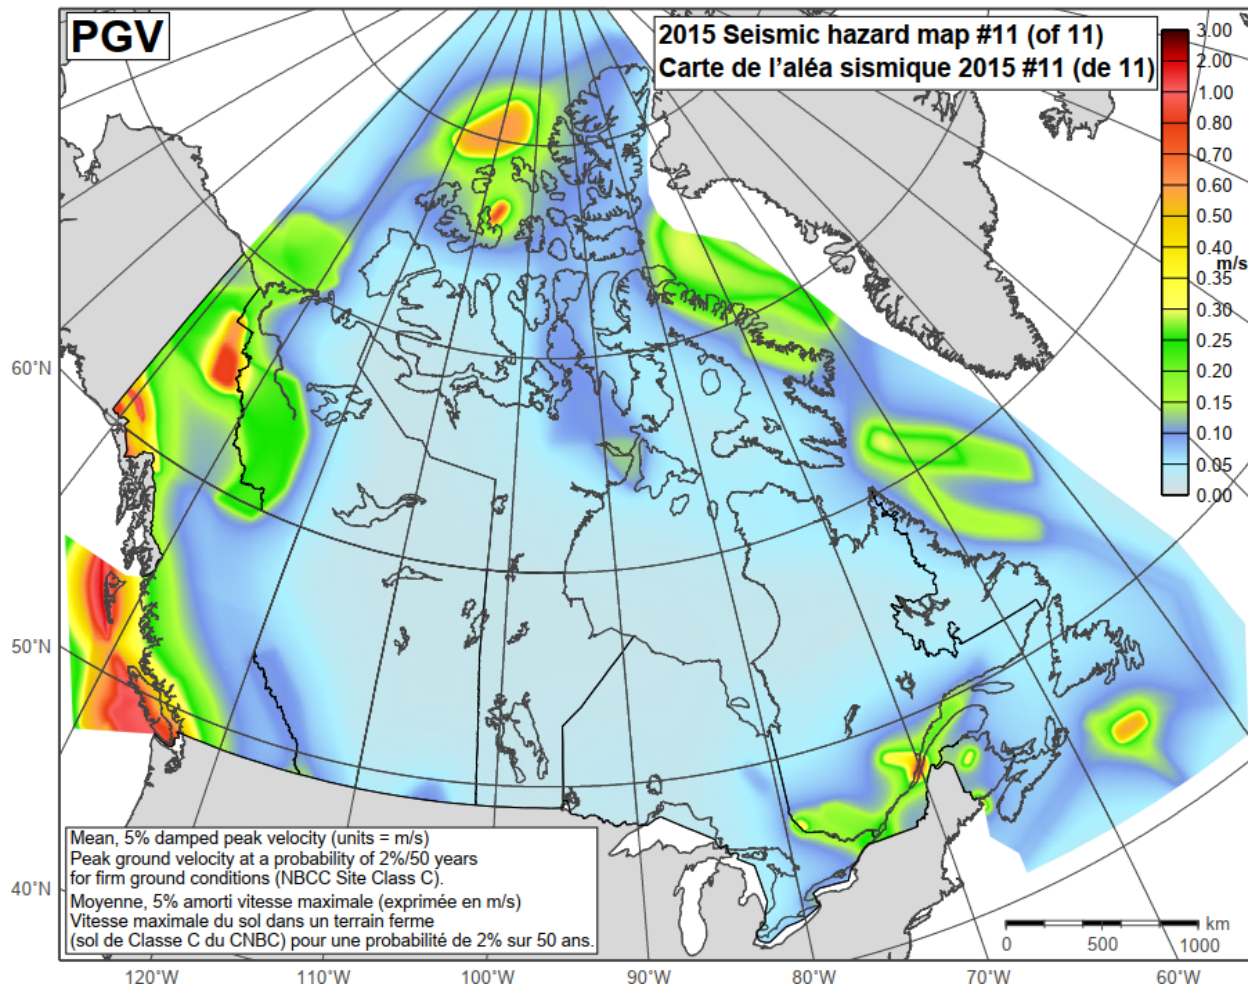 PGV
2015 Seismic hazard map #11 (of 11)
Carte de l'aléa sismique 2015 #11 (de 11)
3.00
2.00
1.00
0.80
0.70
0.60
0.50
0.40
m/s
0.35
0.30
0.25
0.20
0.15
0.10
0.05
0.00
60°N
50°N
40°N
Mean, 5% damped peak velocity (units = m/s)
Peak ground velocity at a probability of 2%/50 years
for firm ground conditions (NBCC Site Class C).
Moyenne, 5% amorti vitesse maximale (exprimée en m/s)
Vitesse maximale du sol dans un terrain ferme
(sol de Classe C du CNBC) pour une probabilité de 2% sur 50 ans.
km
0 500 1000
120°W 110°W 100°W 90°W 80°W 70°W 60°W